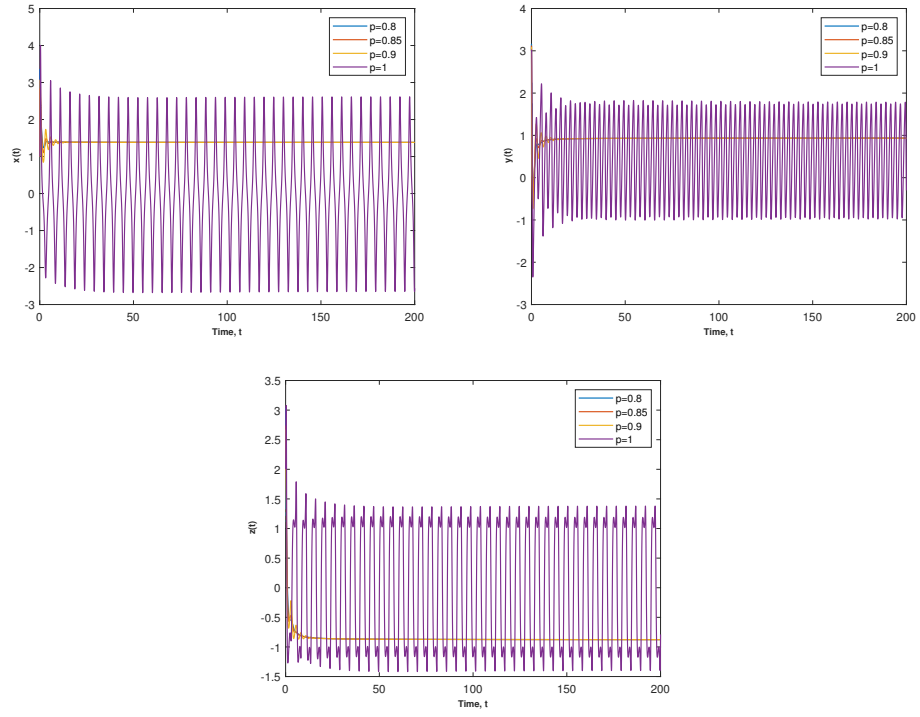 5
4
3
2
1
0
-1
-2
-3
x(t)
0
50
100
150
200
Time, t
p=0.8
p=0.85
p=0.9
p=1
4
3
2
1
0
-1
-2
-3
y(t)
0
50
100
150
200
Time, t
p=0.8
p=0.85
p=0.9
p=1
3.5
3
2.5
2
1.5
1
0.5
0
-0.5
-1
-1.5
z(t)
0
50
100
150
200
Time, t
p=0.8
p=0.85
p=0.9
p=1